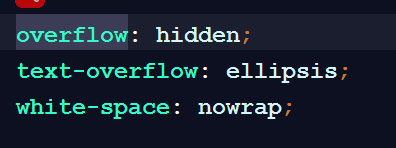 overflow: hidden;
text-overflow: ellipsis;
white-space: nowrap;